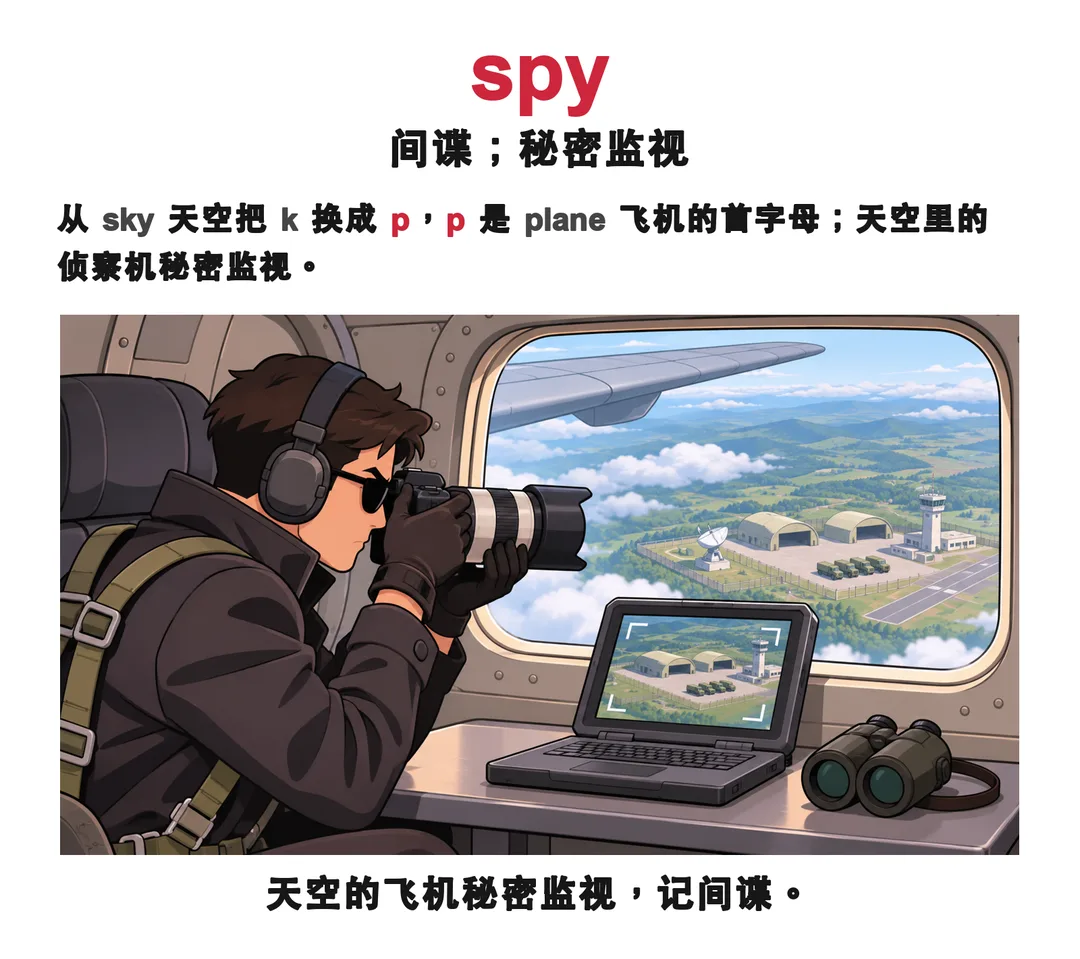 spy
间谍；秘密监视
从 sky 天空把 k 换成 p，p 是 plane 飞机的首字母；天空里的
侦察机秘密监视。
天空的飞机秘密监视，记间谍。